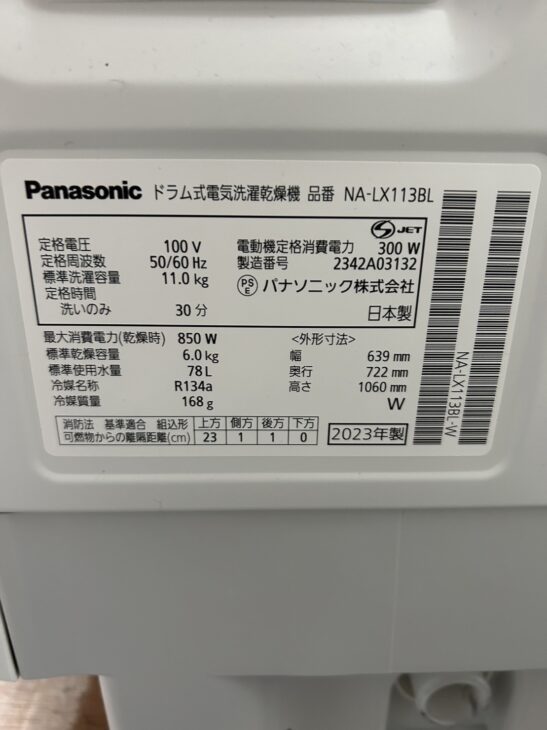 Panasonic ドラム式電気洗濯乾燥機 品番 NA-LX113BL
S JET
定格電圧 100 V 電動機定格消費電力 300 W
定格周波数 50/60 Hz 製造番号 2342A03132
標準洗濯容量 11.0 kg PSE パナソニック株式会社
定格時間
洗いのみ 30 分 日本製
最大消費電力(乾燥時) 850 W <外形寸法>
標準乾燥容量 6.0 kg 幅 639 mm
標準使用水量 78 L 奥行 722 mm
冷媒名称 R134a 高さ 1060 mm
冷媒質量 168 g W
消防法 基準適合 組込形 上方 側方 後方 下方
可燃物からの離隔距離(cm) 23 1 1 0
2023年製
NA-LX113BL-W